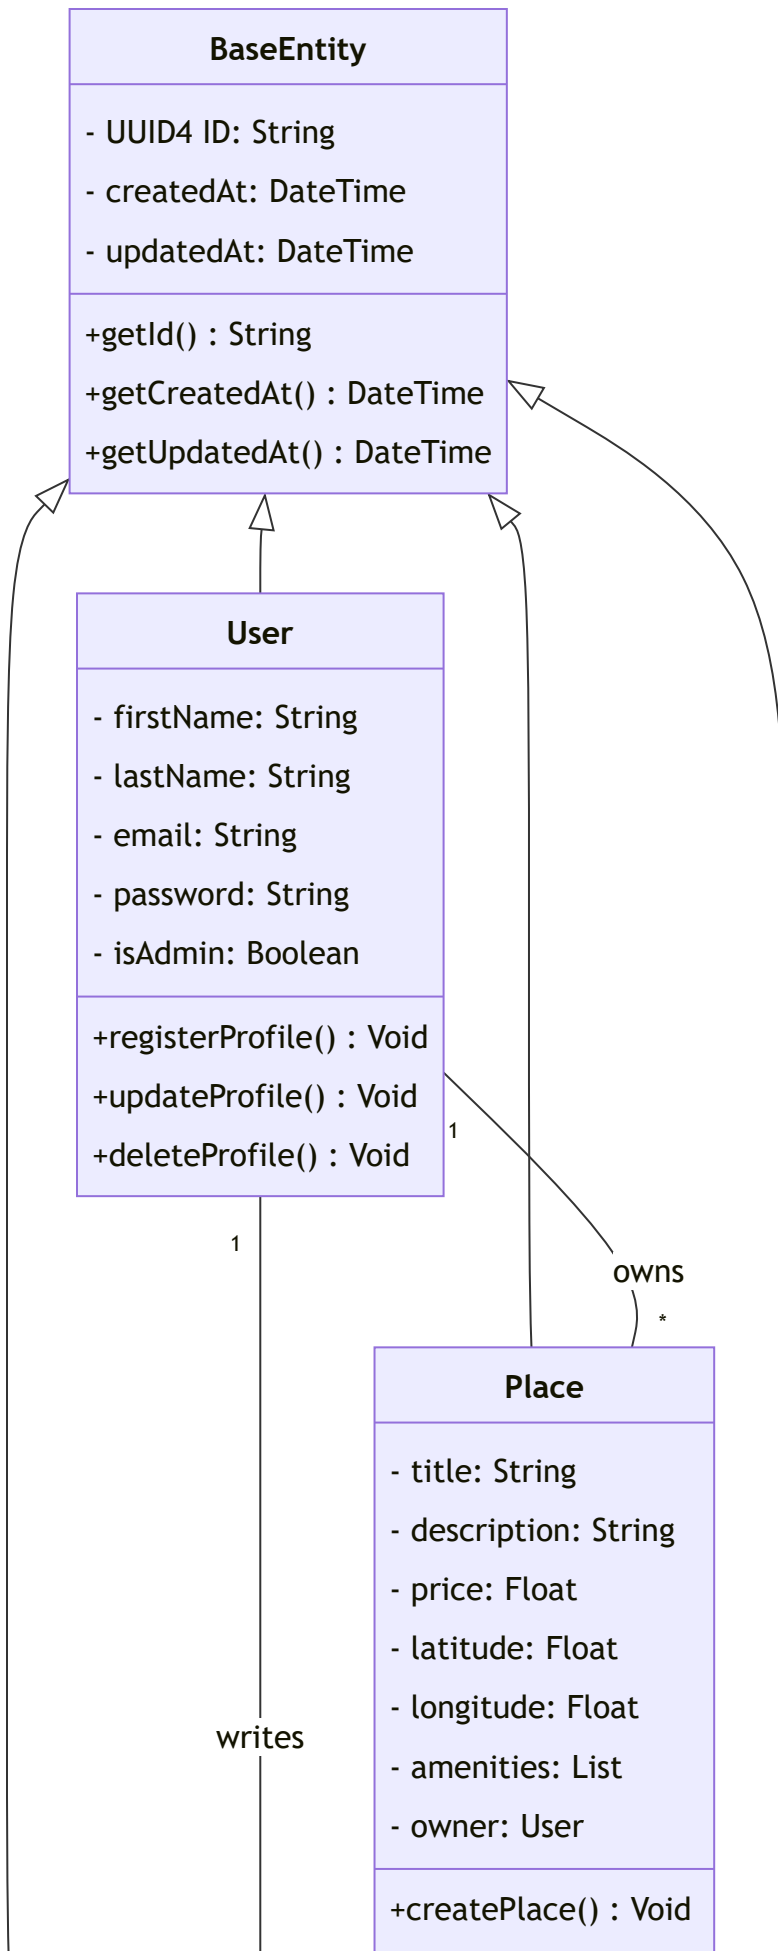 BaseEntity
- UUID4 ID: String
- createdAt: DateTime
- updatedAt: DateTime
+getId() : String
+getCreatedAt() : DateTime
+getUpdatedAt() : DateTime
User
- firstName: String
- lastName: String
- email: String
- password: String
- isAdmin: Boolean
+registerProfile() : Void
+updateProfile() : Void
+deleteProfile() : Void
1
1
owns
*
Place
- title: String
- description: String
- price: Float
- latitude: Float
- longitude: Float
writes
- amenities: List
- owner: User
+createPlace() : Void